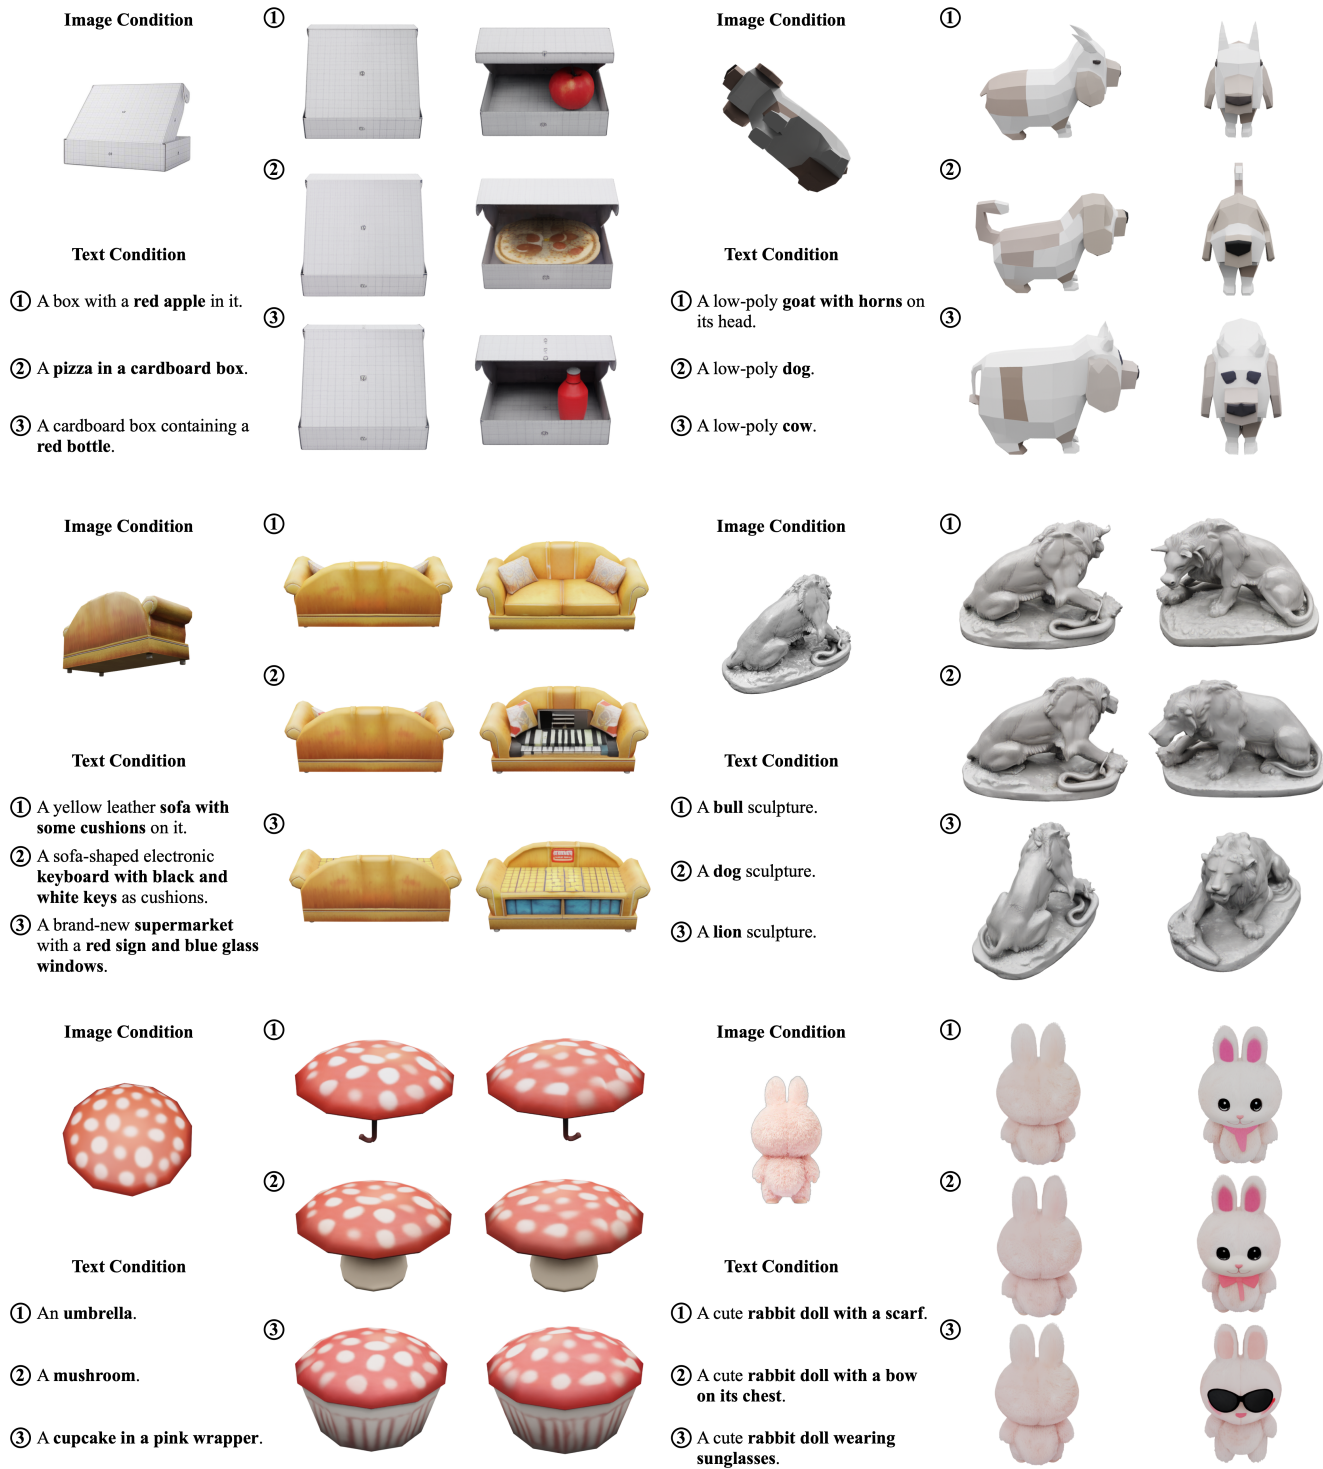 Image Condition
①
Text Condition
②
① A box with a red apple in it.
③
② A pizza in a cardboard box.
③ A cardboard box containing a
red bottle.
Image Condition
①
②
Text Condition
① A low-poly goat with horns on
its head.
③
② A low-poly dog.
③ A low-poly cow.
Image Condition
①
②
Text Condition
① A yellow leather sofa with
some cushions on it.
③
② A sofa-shaped electronic
keyboard with black and
white keys as cushions.
③ A brand-new supermarket
with a red sign and blue glass
windows.
Image Condition
①
②
Text Condition
① A bull sculpture.
③
② A dog sculpture.
③ A lion sculpture.
Image Condition
①
②
Text Condition
① An umbrella.
③
② A mushroom.
③ A cupcake in a pink wrapper.
Image Condition
①
②
Text Condition
① A cute rabbit doll with a scarf.
③
② A cute rabbit doll with a bow
on its chest.
③ A cute rabbit doll wearing
sunglasses.